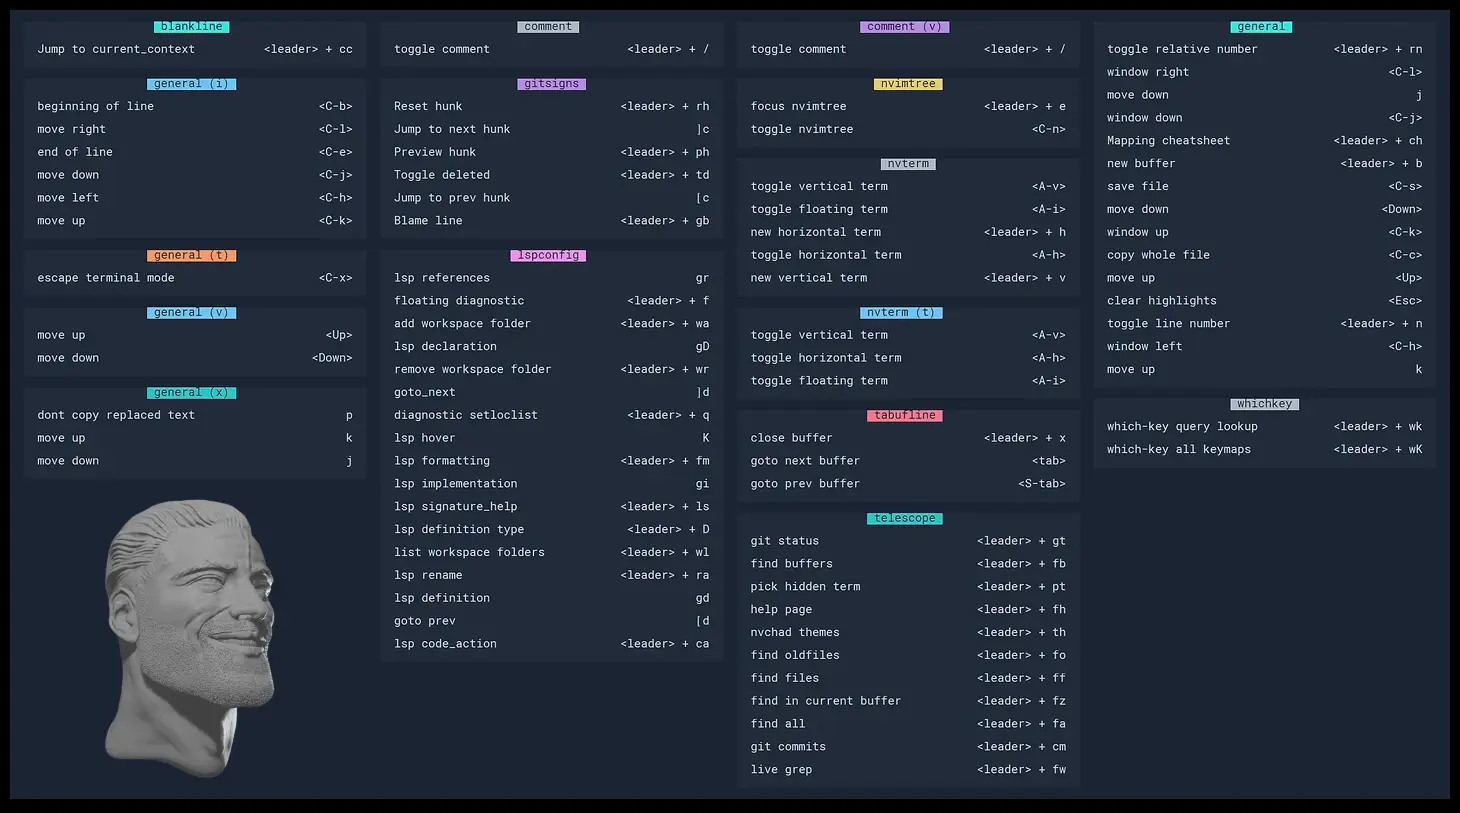 blankline
Jump to current_context <leader> + cc
general (i)
beginning of line <C-b>
move right <C-l>
end of line <C-e>
move down <C-j>
move left <C-h>
move up <C-k>
general (t)
escape terminal mode <C-x>
general (v)
move up <Up>
move down <Down>
general (x)
dont copy replaced text p
move up k
move down j
comment
toggle comment <leader> + /
gitsigns
Reset hunk <leader> + rh
Jump to next hunk ]c
Preview hunk <leader> + ph
Toggle deleted <leader> + td
Jump to prev hunk [c
Blame line <leader> + gb
lspconfig
lsp references gr
floating diagnostic <leader> + f
add workspace folder <leader> + wa
lsp declaration gD
remove workspace folder <leader> + wr
goto_next ]d
diagnostic setloclist <leader> + q
lsp hover K
lsp formatting <leader> + fm
lsp implementation gi
lsp signature_help <leader> + ls
lsp definition type <leader> + D
list workspace folders <leader> + wl
lsp rename <leader> + ra
lsp definition gd
goto prev [d
lsp code_action <leader> + ca
comment (v)
toggle comment <leader> + /
nvimtree
focus nvimtree <leader> + e
toggle nvimtree <C-n>
nvterm
toggle vertical term <A-v>
toggle floating term <A-i>
new horizontal term <leader> + h
toggle horizontal term <A-h>
new vertical term <leader> + v
nvterm (t)
toggle vertical term <A-v>
toggle horizontal term <A-h>
toggle floating term <A-i>
tabufline
close buffer <leader> + x
goto next buffer <tab>
goto prev buffer <S-tab>
telescope
git status <leader> + gt
find buffers <leader> + fb
pick hidden term <leader> + pt
help page <leader> + fh
nvchad themes <leader> + th
find oldfiles <leader> + fo
find files <leader> + ff
find in current buffer <leader> + fz
find all <leader> + fa
git commits <leader> + cm
live grep <leader> + fw
general
toggle relative number <leader> + rn
window right <C-l>
move down j
window down <C-j>
Mapping cheatsheet <leader> + ch
new buffer <leader> + b
save file <C-s>
move down <Down>
window up <C-k>
copy whole file <C-c>
move up <Up>
clear highlights <Esc>
toggle line number <leader> + n
window left <C-h>
move up k
whichkey
which-key query lookup <leader> + wk
which-key all keymaps <leader> + wK